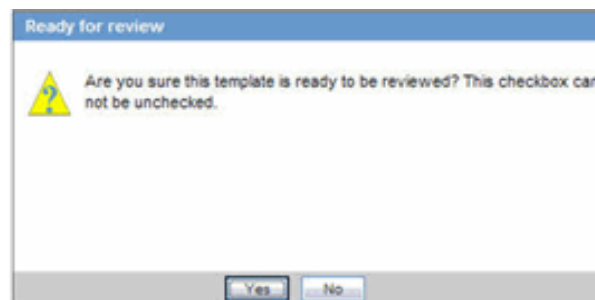 Ready for review
Are you sure this template is ready to be reviewed? This checkbox can
not be unchecked.
Yes
No